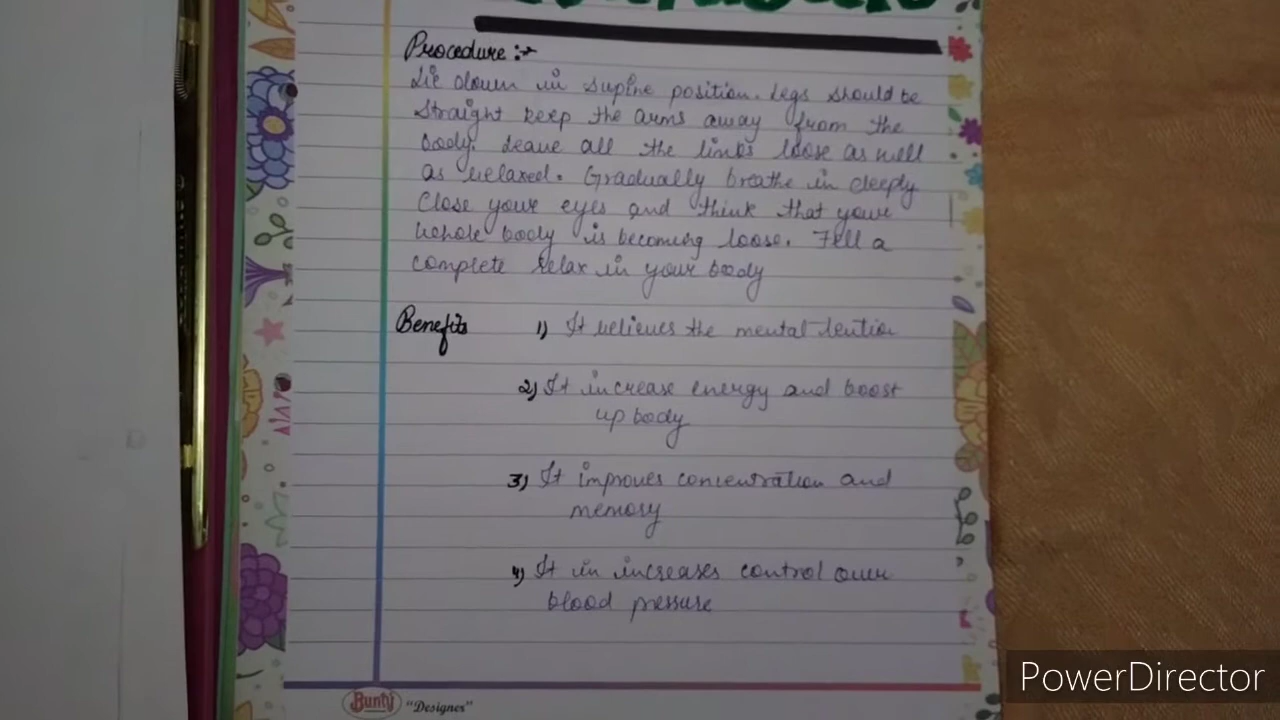 Procedure :-
Lie down in supine position. Legs should be
straight keep the arms away from the
body. Leave all the links loose as well
as relaxed. Gradually breathe in deeply
Close your eyes and think that your
whole body is becoming loose. Fell a
complete relax in your body
Benefits 1) It relieves the mental tention
2) It increase energy and boost
up body
3) It improves concentration and
memory
4) It in increases control over
blood pressure
Bunty "Designer"
PowerDirector